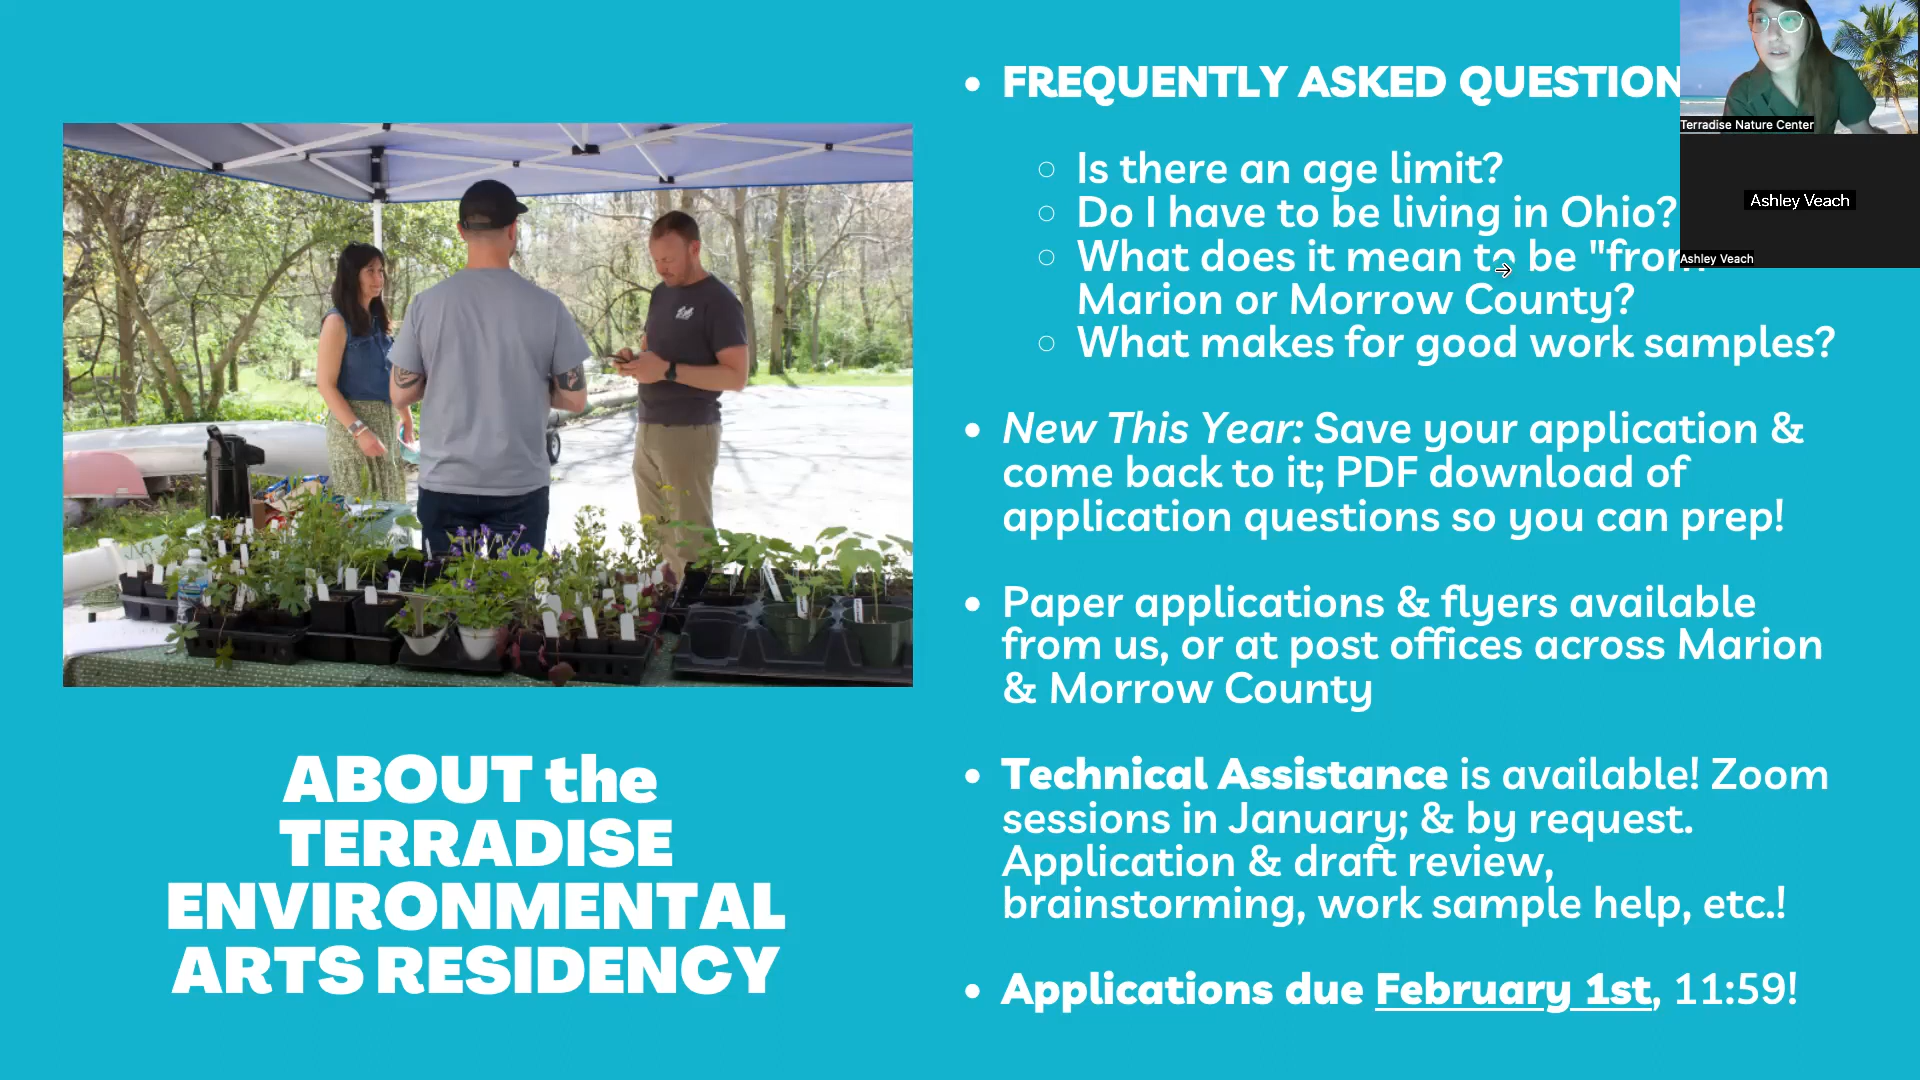 FREQUENTLY ASKED QUESTION
Is there an age limit?
Do I have to be living in Ohio?
What does it mean to be "from
Marion or Morrow County?
What makes for good work samples?
New This Year: Save your application &
come back to it; PDF download of
application questions so you can prep!
Paper applications & flyers available
from us, or at post offices across Marion
& Morrow County
Technical Assistance is available! Zoom
sessions in January; & by request.
Application & draft review,
brainstorming, work sample help, etc.!
Applications due February 1st, 11:59!
ABOUT the
TERRADISE
ENVIRONMENTAL
ARTS RESIDENCY
Terradise Nature Center
Ashley Veach
Ashley Veach